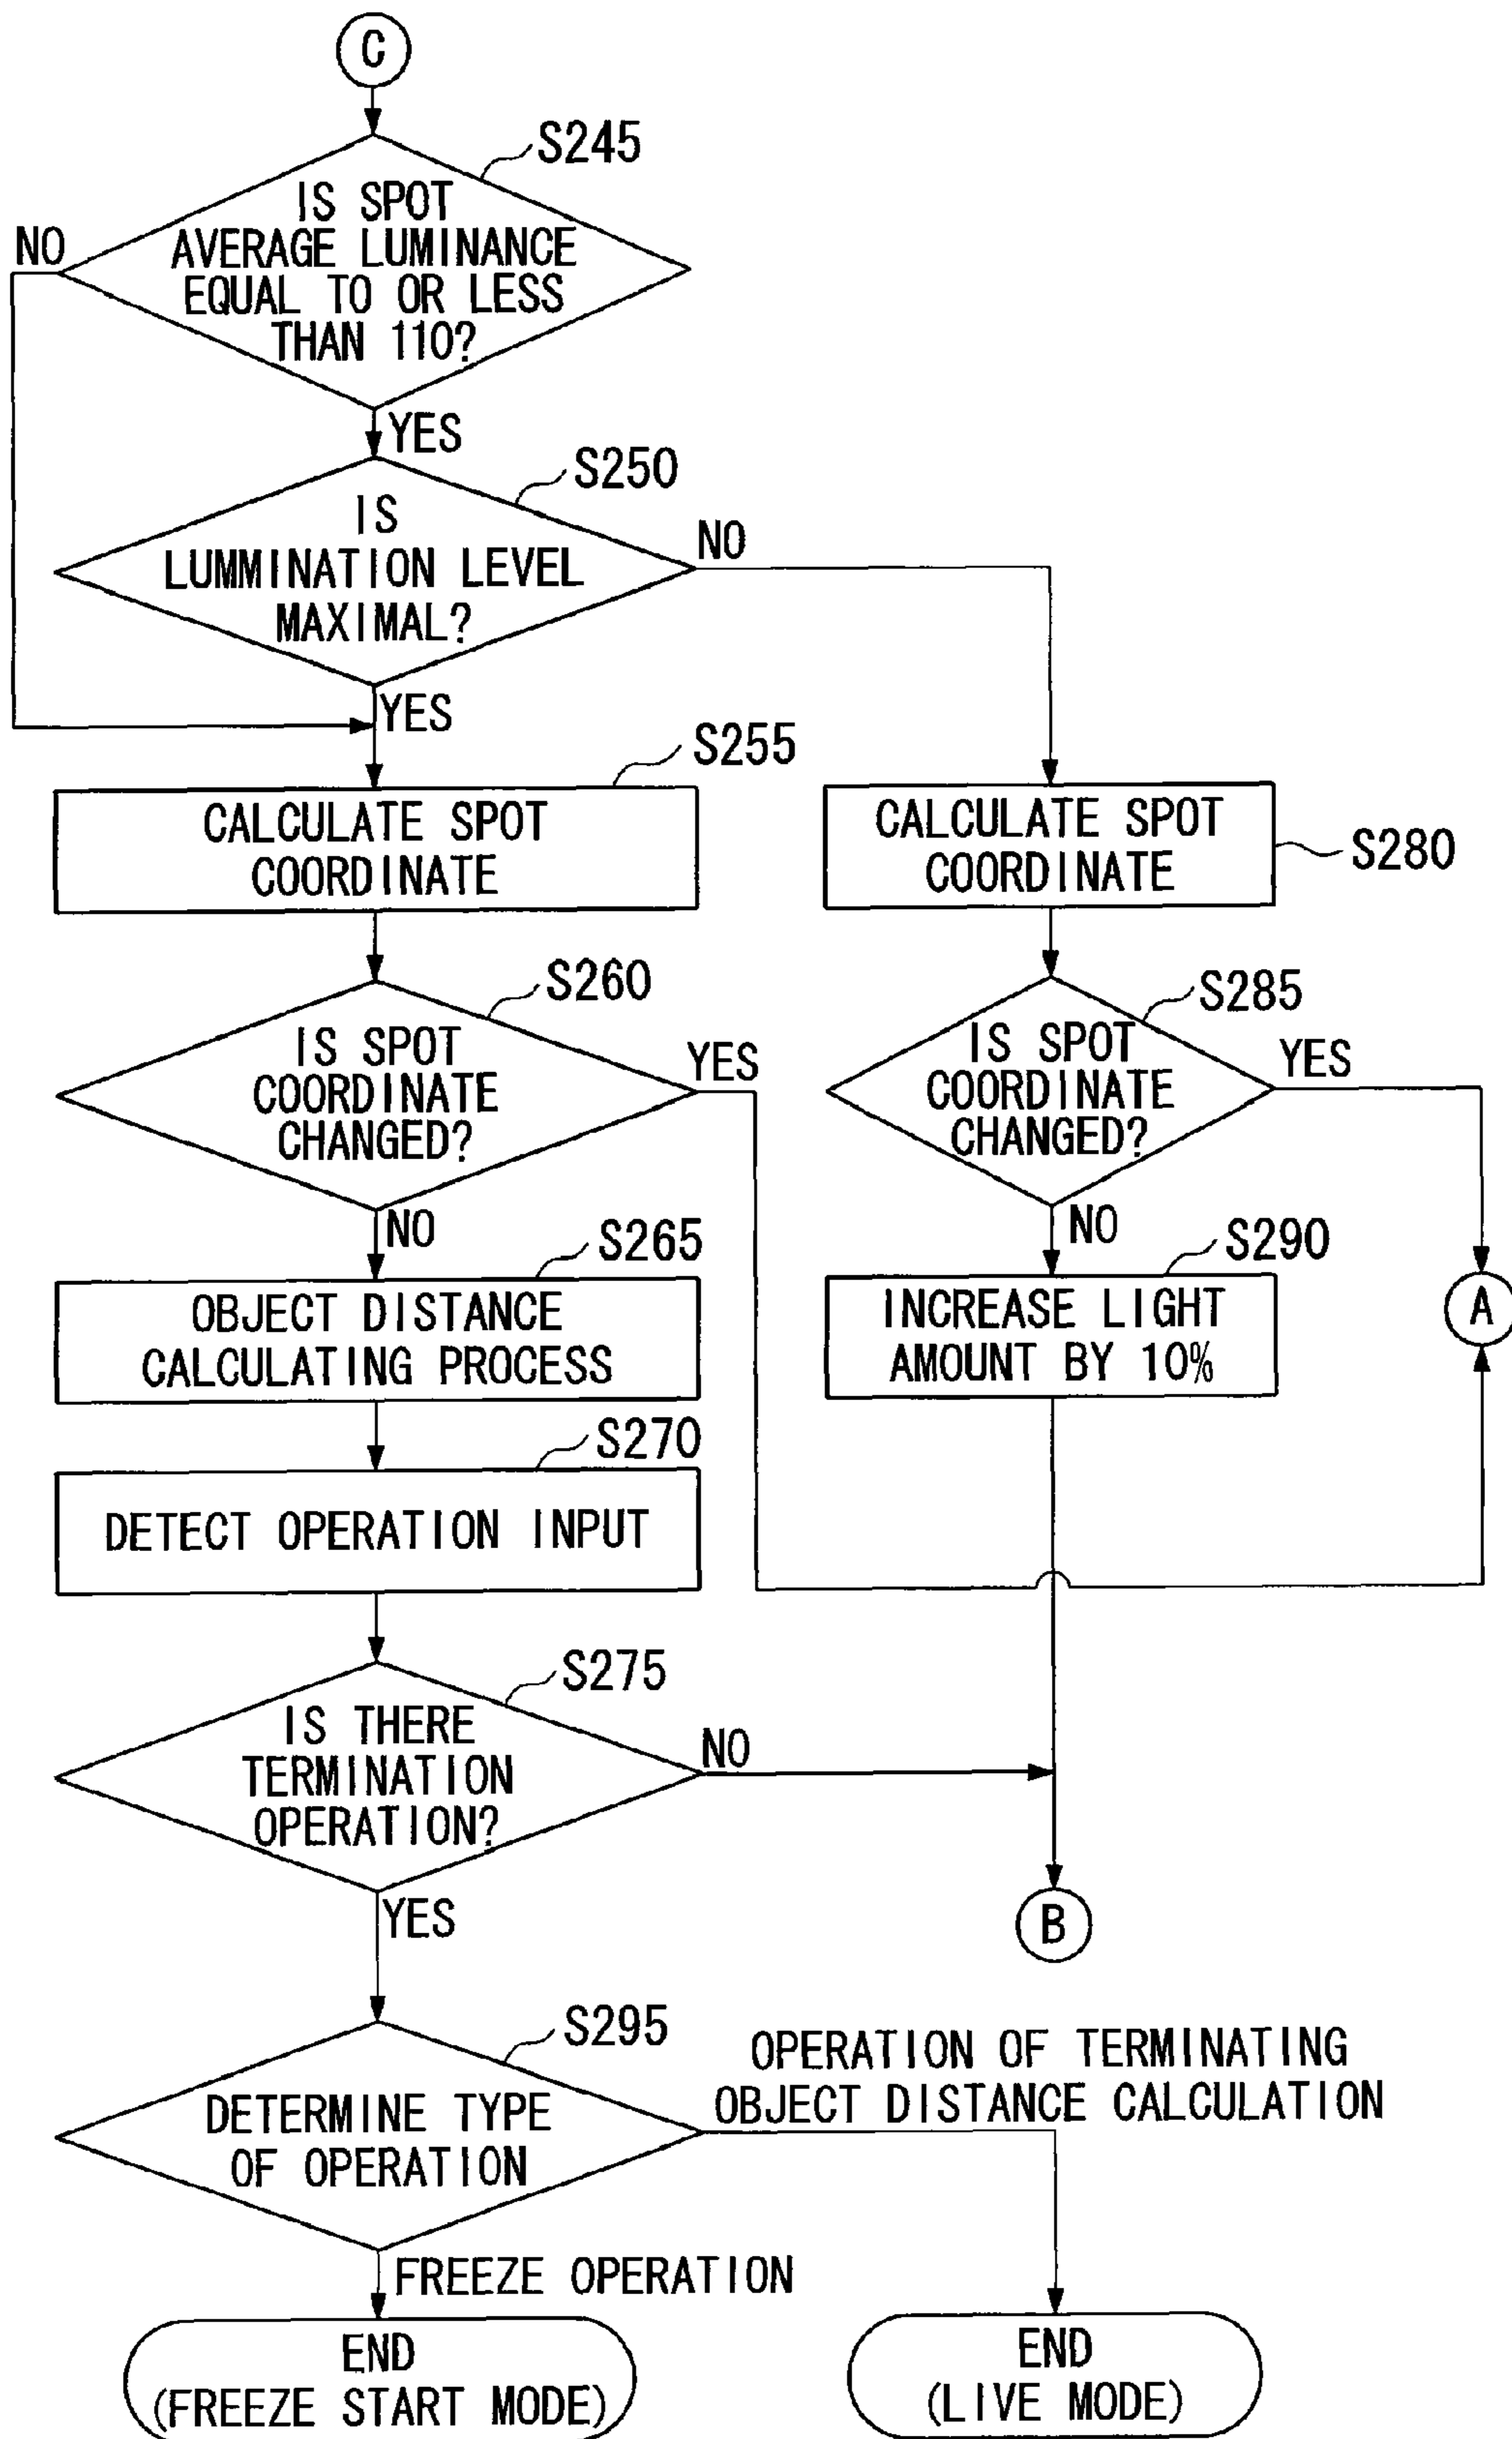 C
S245
IS SPOT
AVERAGE LUMINANCE
EQUAL TO OR LESS
THAN 110?
NO
YES
S250
IS
LUMMINATION LEVEL
MAXIMAL?
NO
YES
S255
CALCULATE SPOT
COORDINATE
CALCULATE SPOT
COORDINATE
S280
S260
IS SPOT
COORDINATE
CHANGED?
YES
NO
S285
IS SPOT
COORDINATE
CHANGED?
YES
NO
S265
OBJECT DISTANCE
CALCULATING PROCESS
S290
INCREASE LIGHT
AMOUNT BY 10%
A
S270
DETECT OPERATION INPUT
S275
IS THERE
TERMINATION
OPERATION?
NO
YES
B
S295
DETERMINE TYPE
OF OPERATION
OPERATION OF TERMINATING
OBJECT DISTANCE CALCULATION
FREEZE OPERATION
END
(FREEZE START MODE)
END
(LIVE MODE)